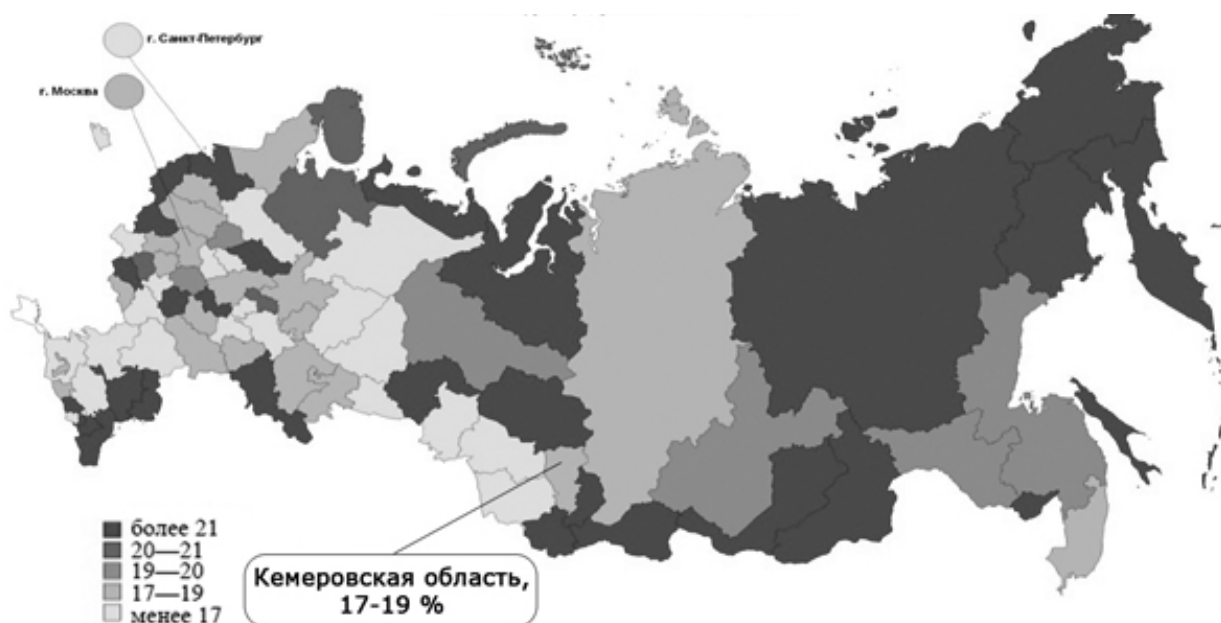 г. Санкт-Петербург
г. Москва
более 21
20—21
19—20
17—19
менее 17
Кемеровская область,
17-19 %